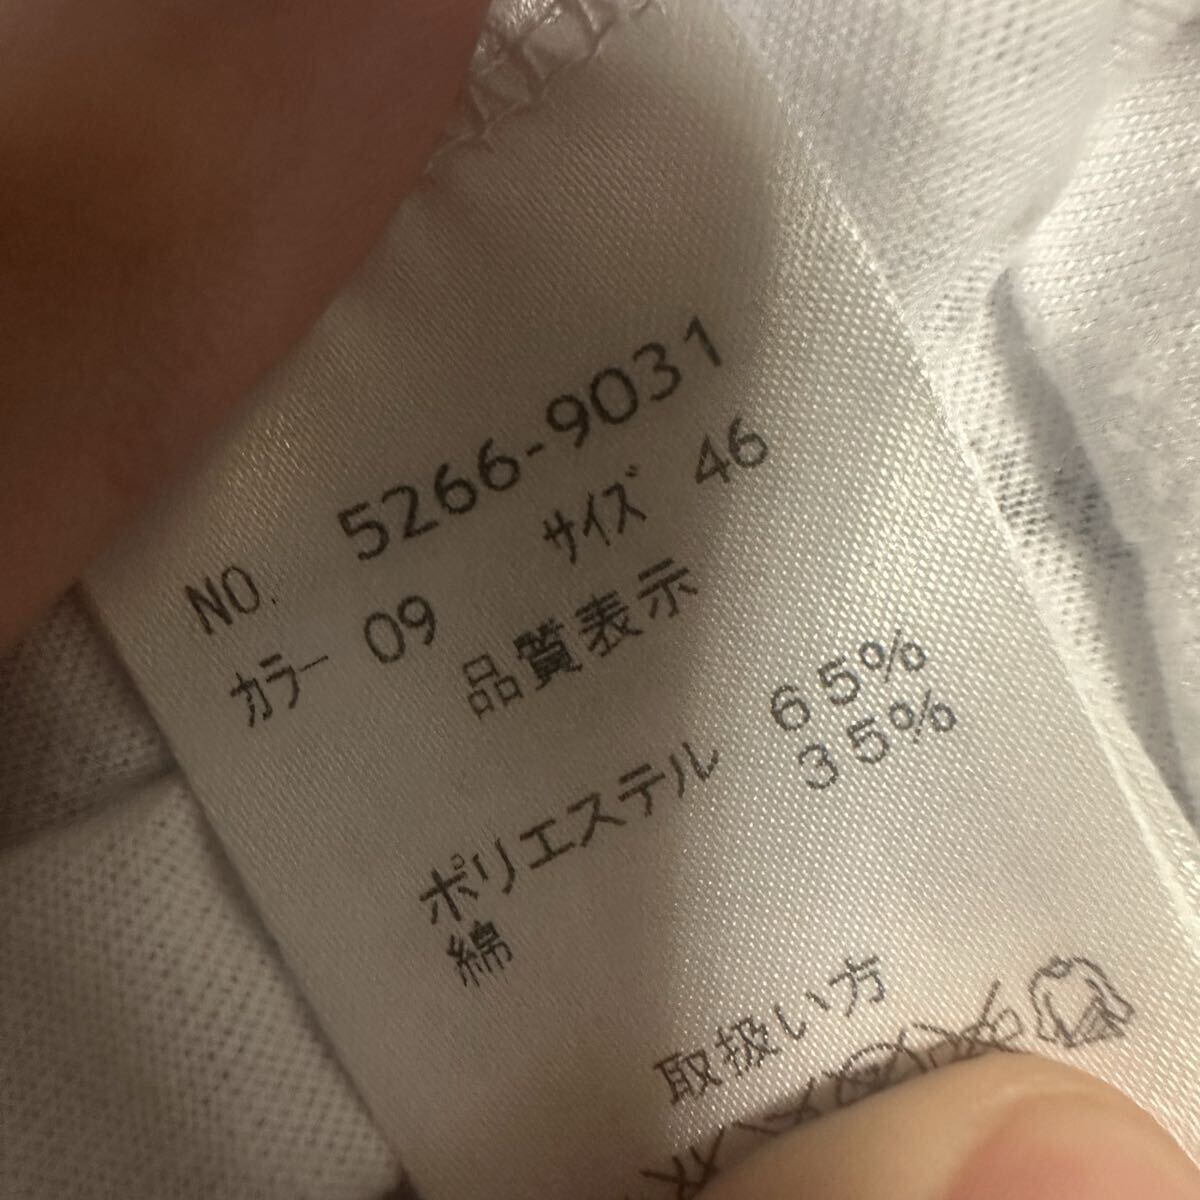 NO. 5266-9031
カラー 09 サイズ 46
品質表示
ポリエステル 65%
綿 35%
取扱い方